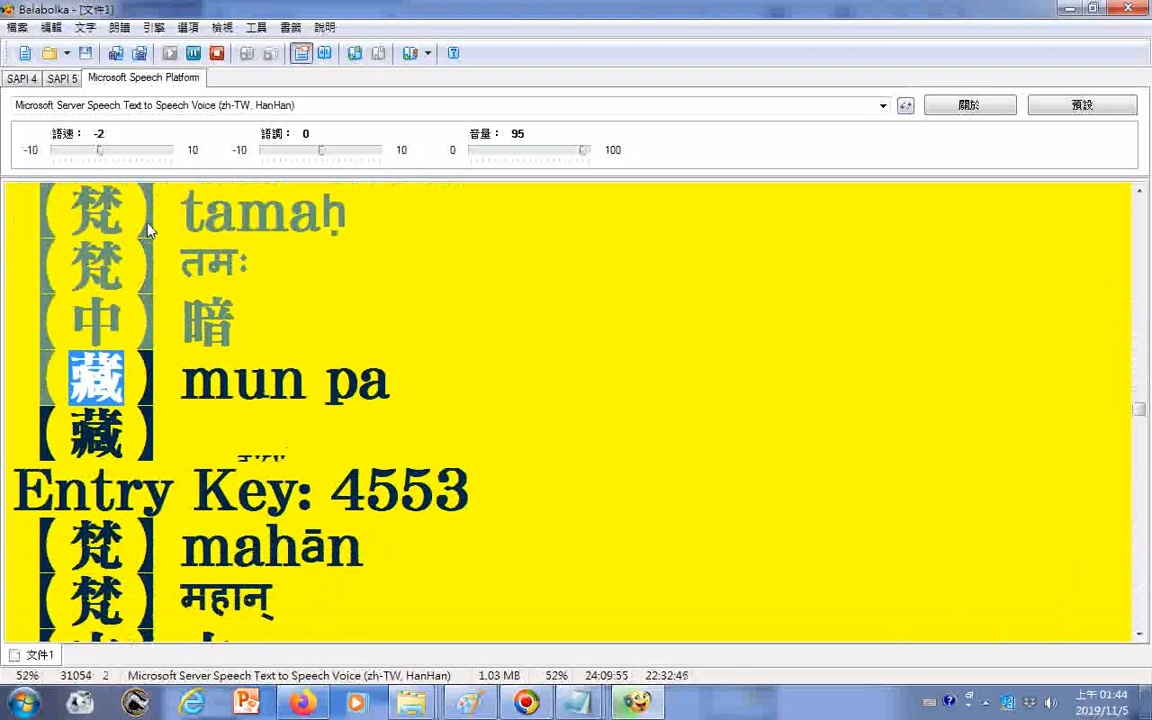 Balabolka - [文件1]
檔案 編輯 文字 朗讀 引擎 選項 檢視 工具 書籤 說明
SAPI 4 SAPI 5 Microsoft Speech Platform
Microsoft Server Speech Text to Speech Voice (zh-TW, HanHan) 關於 預設
語速： -2 語調： 0 音量： 95
-10 10 -10 10 0 100
【梵】 tamaḥ
【梵】 तमः
【中】 暗
【藏】 mun pa
【藏】
Entry Key: 4553
【梵】 mahān
【梵】 महान्
文件1
52% 31054 2 Microsoft Server Speech Text to Speech Voice (zh-TW, HanHan) 1.03 MB 52% 24:09:55 22:32:46
上午 01:44
2019/11/5